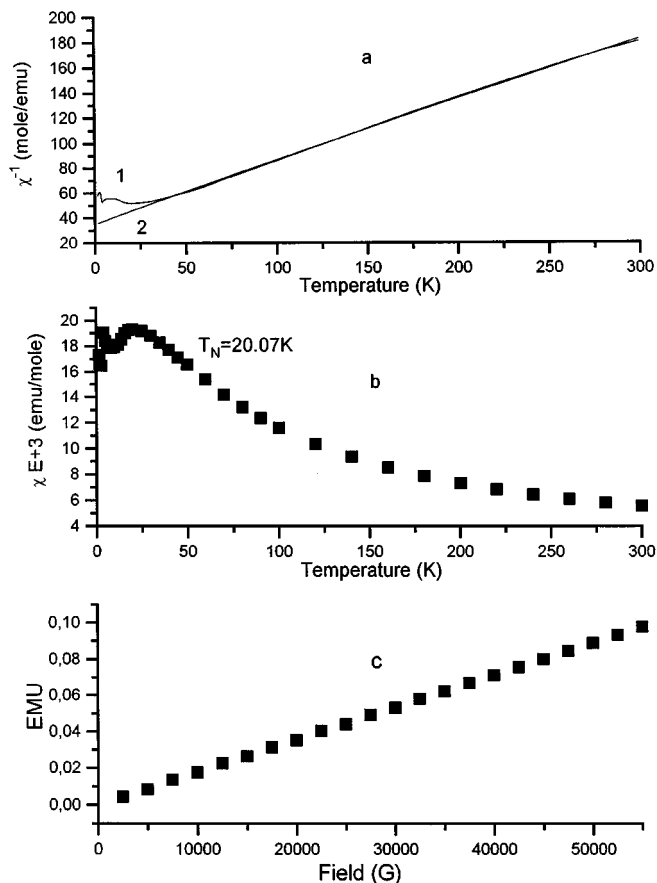 200
180
160
140
120
100
80
60
40
20
χ⁻¹ (mole/emu)
a
1
2
0 50 100 150 200 250 300
Temperature (K)
21
20
18
16
14
12
10
8
6
4
χ E+3 (emu/mole)
T_N=20.07K
b
0 50 100 150 200 250 300
Temperature (K)
0,10
0,08
0,06
0,04
0,02
0,00
EMU
c
0 10000 20000 30000 40000 50000
Field (G)